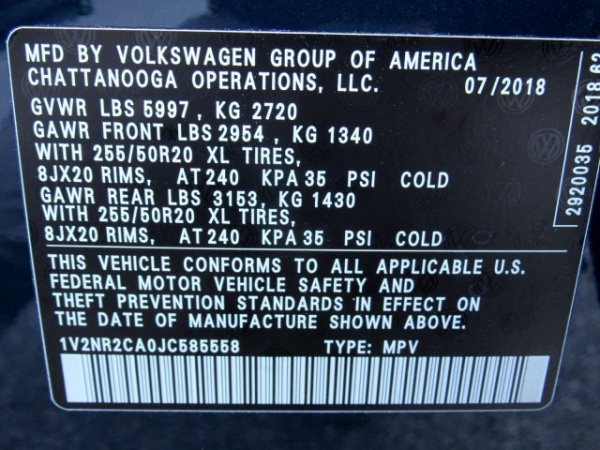 MFD BY VOLKSWAGEN GROUP OF AMERICA
CHATTANOOGA OPERATIONS, LLC. 07/2018
GVWR LBS 5997, KG 2720
GAWR FRONT LBS 2954, KG 1340
WITH 255/50R20 XL TIRES,
8JX20 RIMS, AT 240 KPA 35 PSI COLD
GAWR REAR LBS 3153, KG 1430
WITH 255/50R20 XL TIRES,
8JX20 RIMS, AT 240 KPA 35 PSI COLD
THIS VEHICLE CONFORMS TO ALL APPLICABLE U.S.
FEDERAL MOTOR VEHICLE SAFETY AND
THEFT PREVENTION STANDARDS IN EFFECT ON
THE DATE OF MANUFACTURE SHOWN ABOVE.
1V2NR2CA0JC585558 TYPE: MPV
2920035 2018